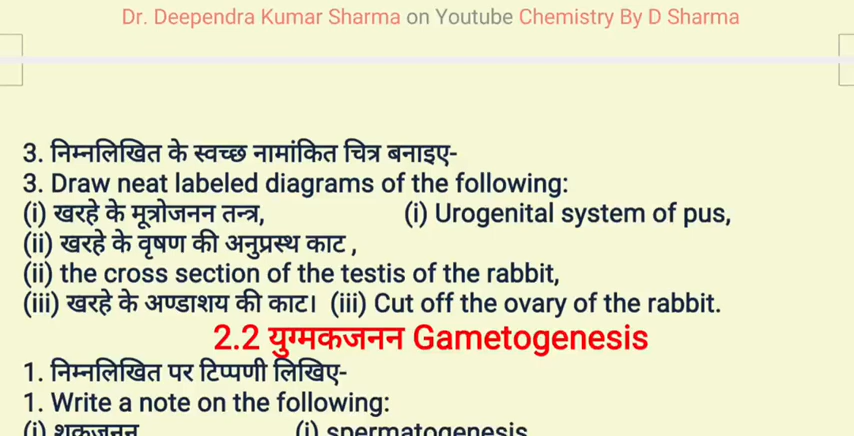 Dr. Deependra Kumar Sharma on Youtube Chemistry By D Sharma
3. निम्नलिखित के स्वच्छ नामांकित चित्र बनाइए-
3. Draw neat labeled diagrams of the following:
(i) खरहे के मूत्रोजनन तन्त्र, (i) Urogenital system of pus,
(ii) खरहे के वृषण की अनुप्रस्थ काट ,
(ii) the cross section of the testis of the rabbit,
(iii) खरहे के अण्डाशय की काट। (iii) Cut off the ovary of the rabbit.
2.2 युग्मकजनन Gametogenesis
1. निम्नलिखित पर टिप्पणी लिखिए-
1. Write a note on the following:
(i) शुक्रजनन (i) spermatogenesis